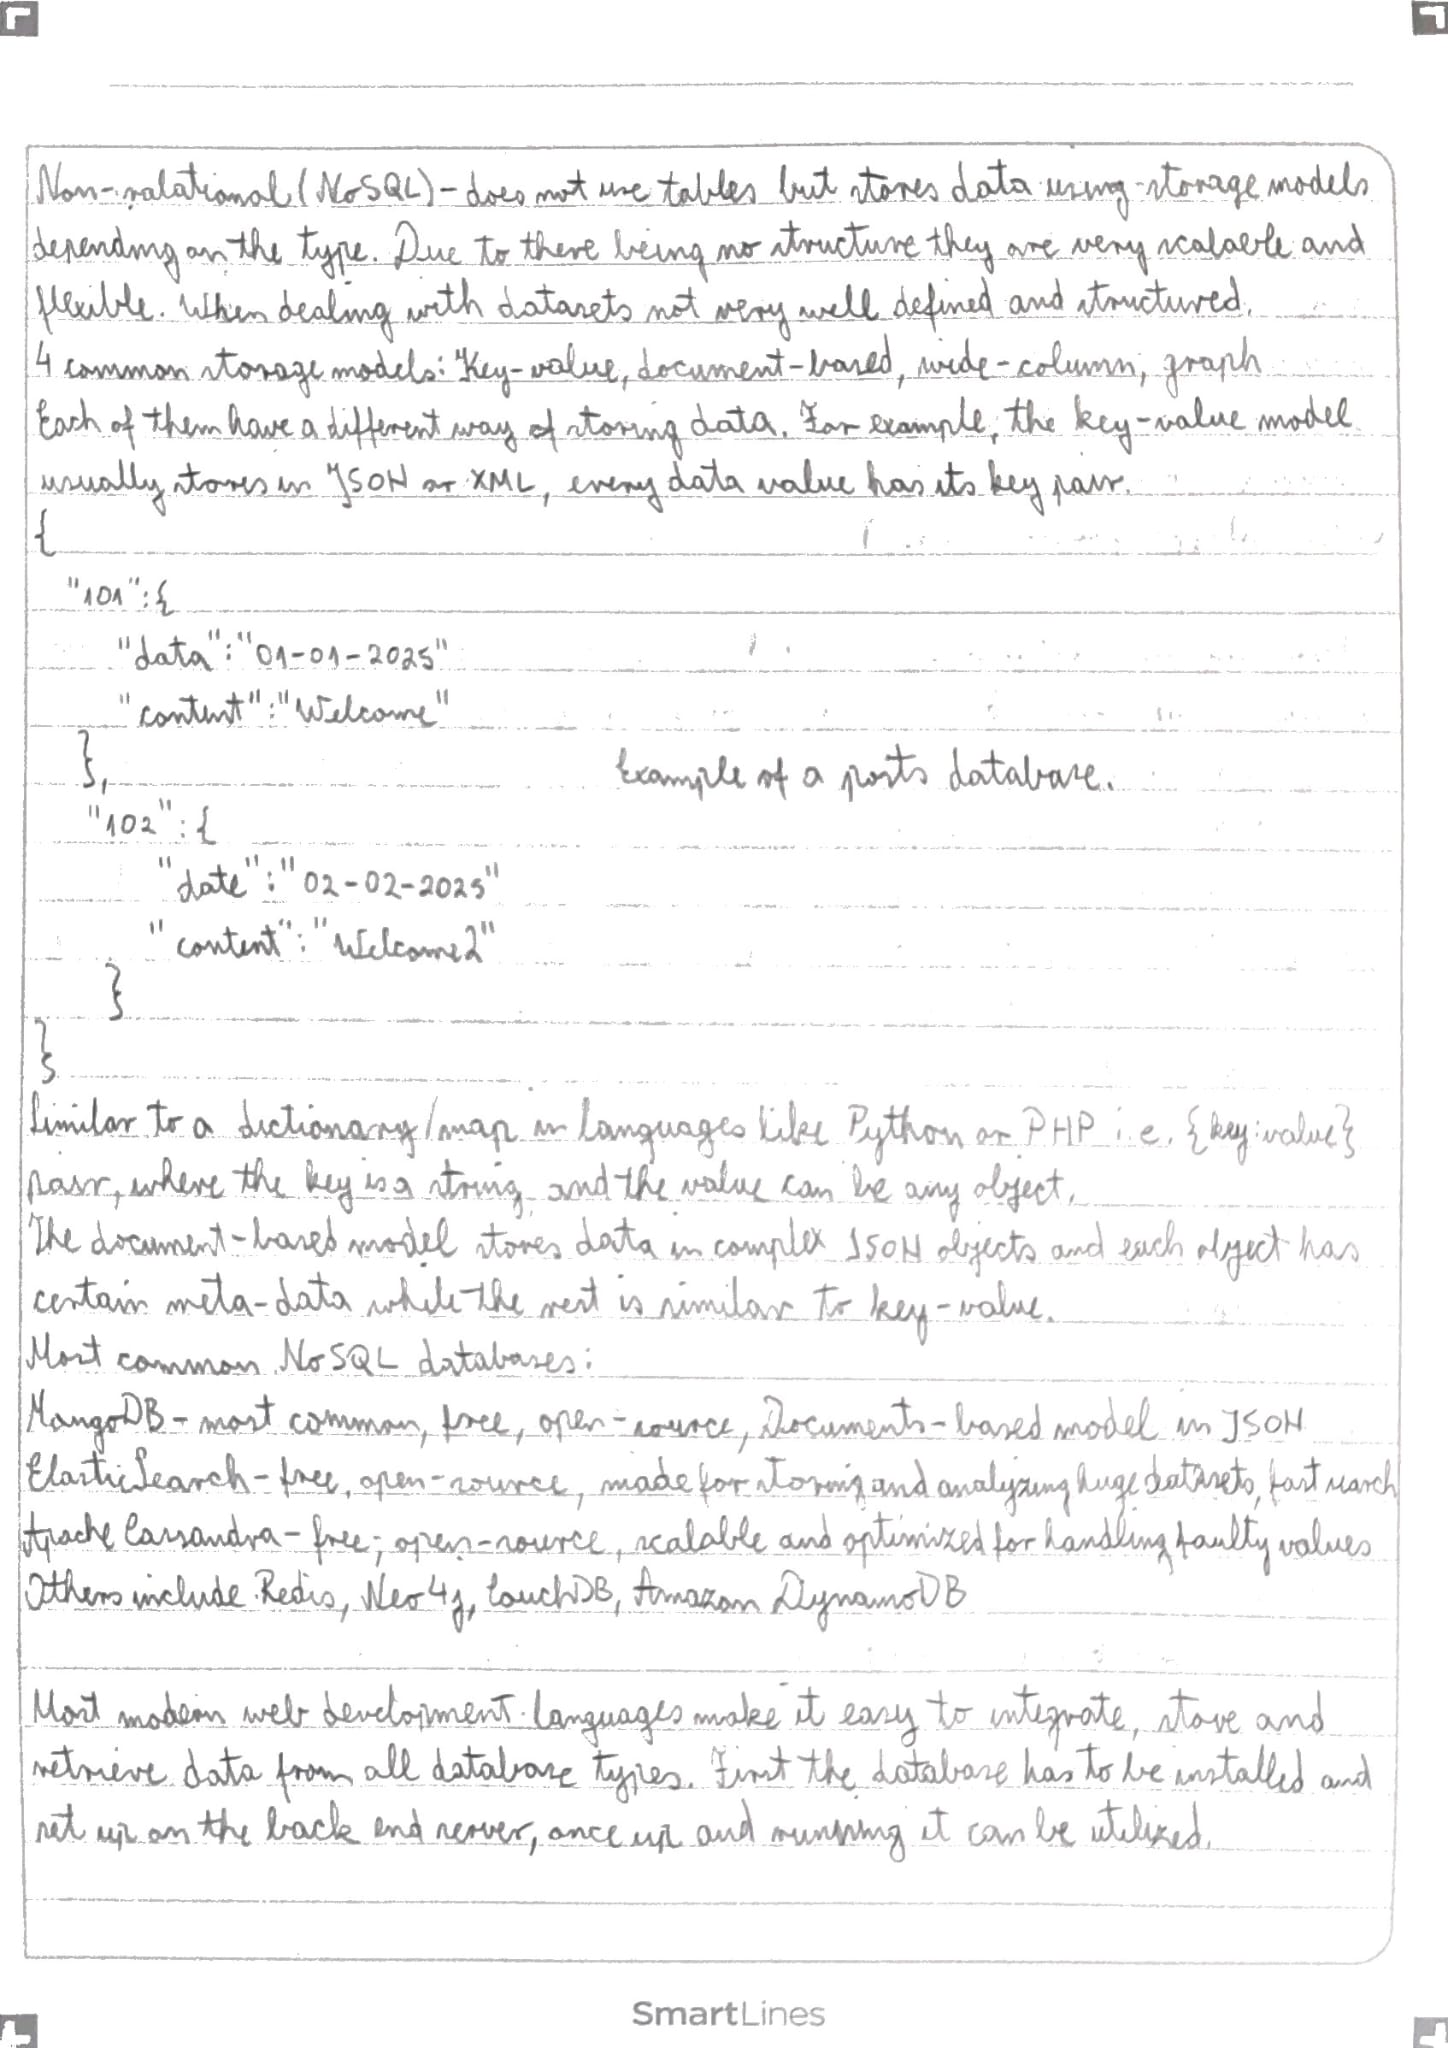 Non-relational (NoSQL) - does not use tables but stores data using storage models
depending on the type. Due to there being no structure they are very scalable and
flexible. When dealing with datasets not very well defined and structured.
4 common storage models: Key-value, document-based, wide-column, graph
Each of them have a different way of storing data. For example, the key-value model
usually stores in JSON or XML, every data value has its key pair.
{
"101":{
"data":"01-01-2025"
"content":"Welcome"
},
Example of a posts database.
"102":{
"date":"02-02-2025"
"content":"Welcome2"
}
}
Similar to a dictionary/map in languages like Python or PHP i.e. {key:value}
pair, where the key is a string and the value can be any object.
The document-based model stores data in complex JSON objects and each object has
certain meta-data while the rest is similar to key-value.
Most common NoSQL databases:
MongoDB - most common, free, open-source, Documents-based model in JSON
ElasticSearch - free, open-source, made for storing and analyzing huge datasets, fast search
Apache Cassandra - free, open-source, scalable and optimized for handling faulty values
Others include Redis, Neo4j, CouchDB, Amazon DynamoDB
Most modern web development languages make it easy to integrate, store and
retrieve data from all database types. First the database has to be installed and
set up on the back end server, once up and running it can be utilized.
SmartLines